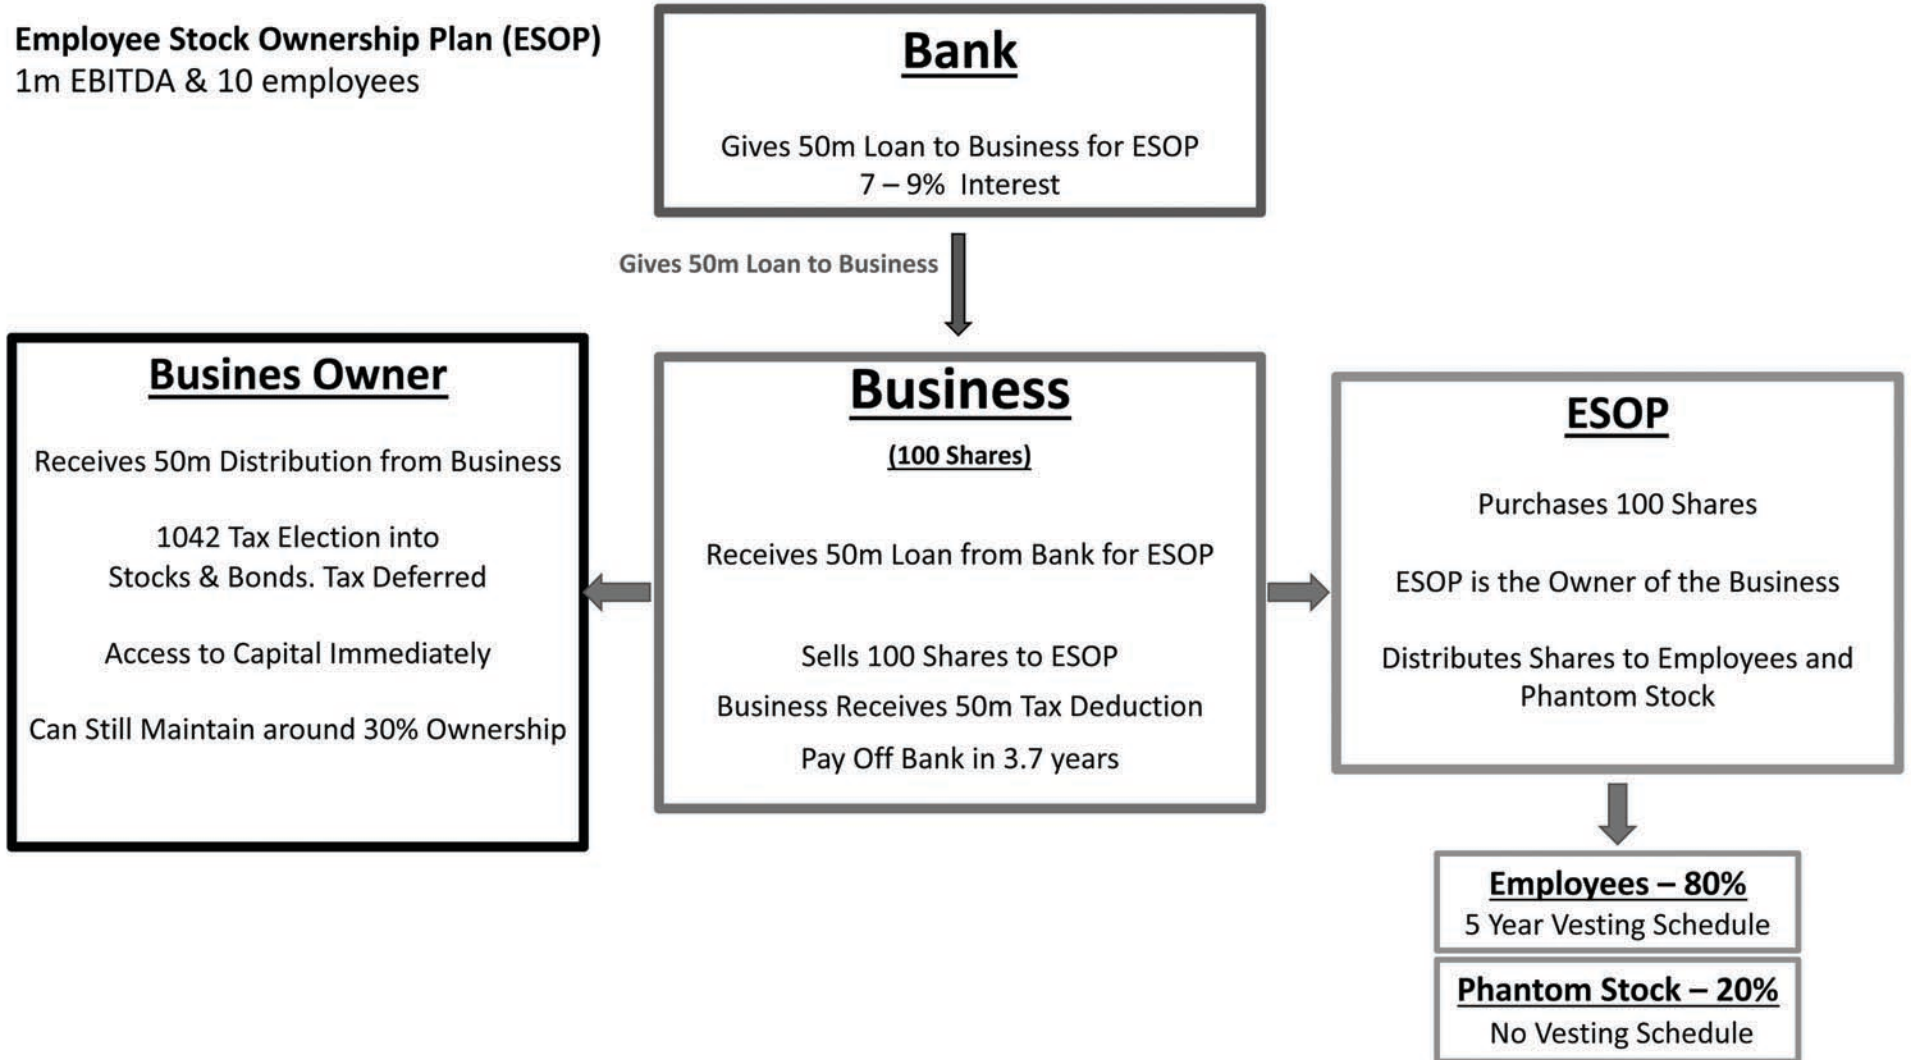 Employee Stock Ownership Plan (ESOP)
1m EBITDA & 10 employees
Bank
Gives 50m Loan to Business for ESOP
7 – 9% Interest
Gives 50m Loan to Business
Busines Owner
Receives 50m Distribution from Business
1042 Tax Election into
Stocks & Bonds. Tax Deferred
Access to Capital Immediately
Can Still Maintain around 30% Ownership
Business
(100 Shares)
Receives 50m Loan from Bank for ESOP
Sells 100 Shares to ESOP
Business Receives 50m Tax Deduction
Pay Off Bank in 3.7 years
ESOP
Purchases 100 Shares
ESOP is the Owner of the Business
Distributes Shares to Employees and
Phantom Stock
Employees – 80%
5 Year Vesting Schedule
Phantom Stock – 20%
No Vesting Schedule